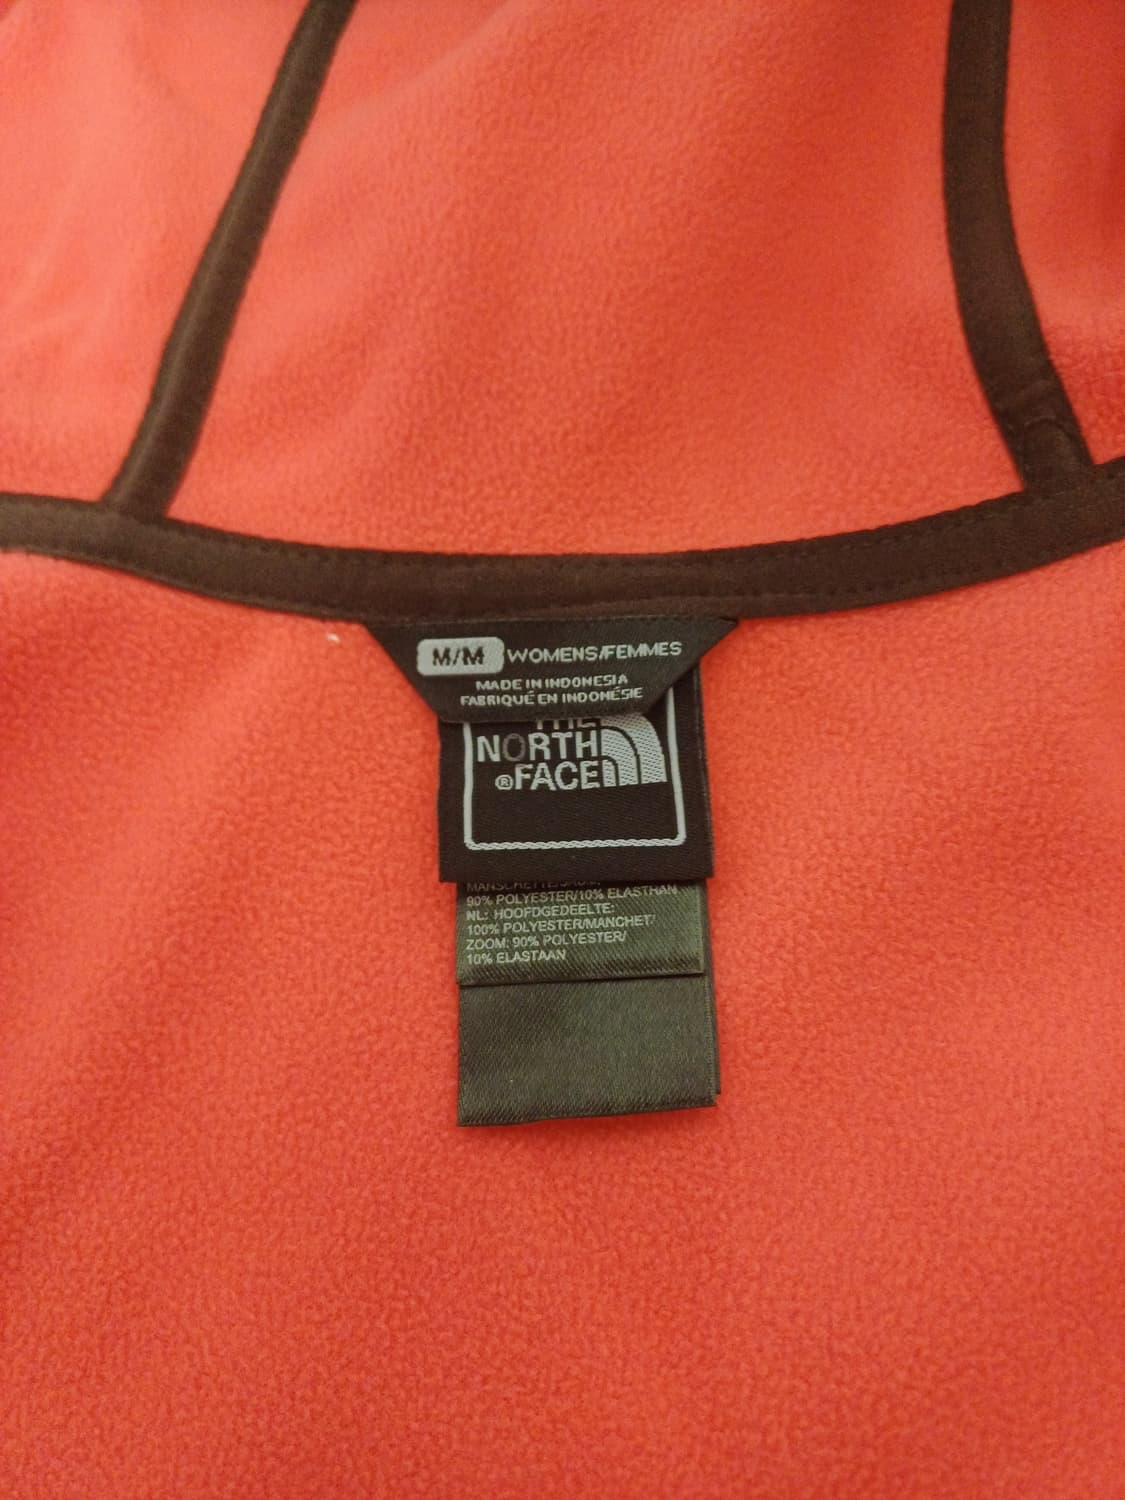 M/M WOMENS/FEMMES
MADE IN INDONESIA
FABRIQUÉ EN INDONÉSIE
THE
NORTH
® FACE
90% POLYESTER/10% ELASTHAN
NL: HOOFDGEDEELTE:
100% POLYESTER/MANCHET/
ZOOM: 90% POLYESTER/
10% ELASTAAN